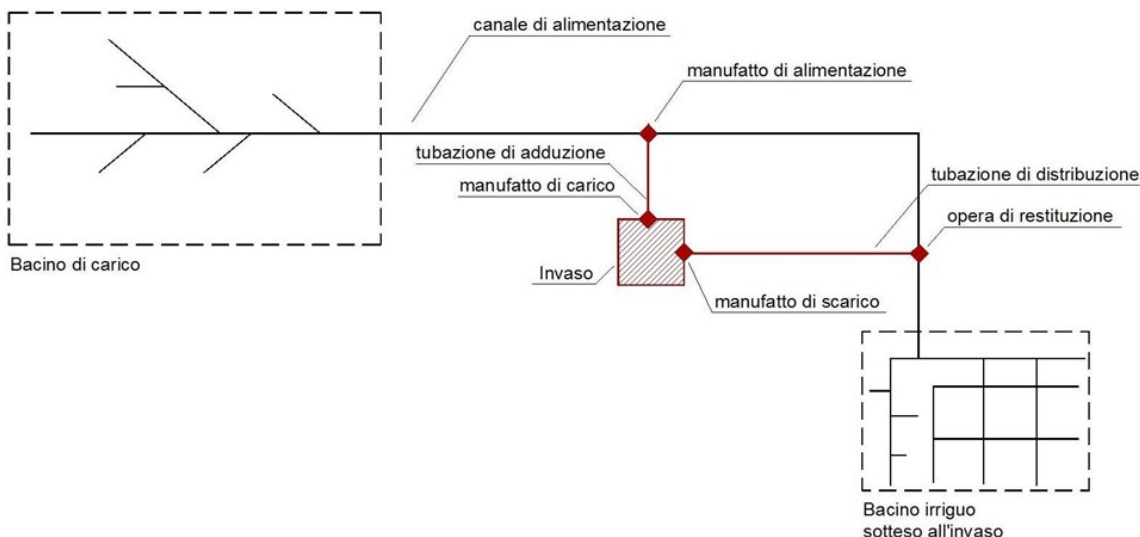 canale di alimentazione
manufatto di alimentazione
tubazione di adduzione
tubazione di distribuzione
manufatto di carico
opera di restituzione
Bacino di carico
Invaso
manufatto di scarico
Bacino irriguo
sotteso all'invaso